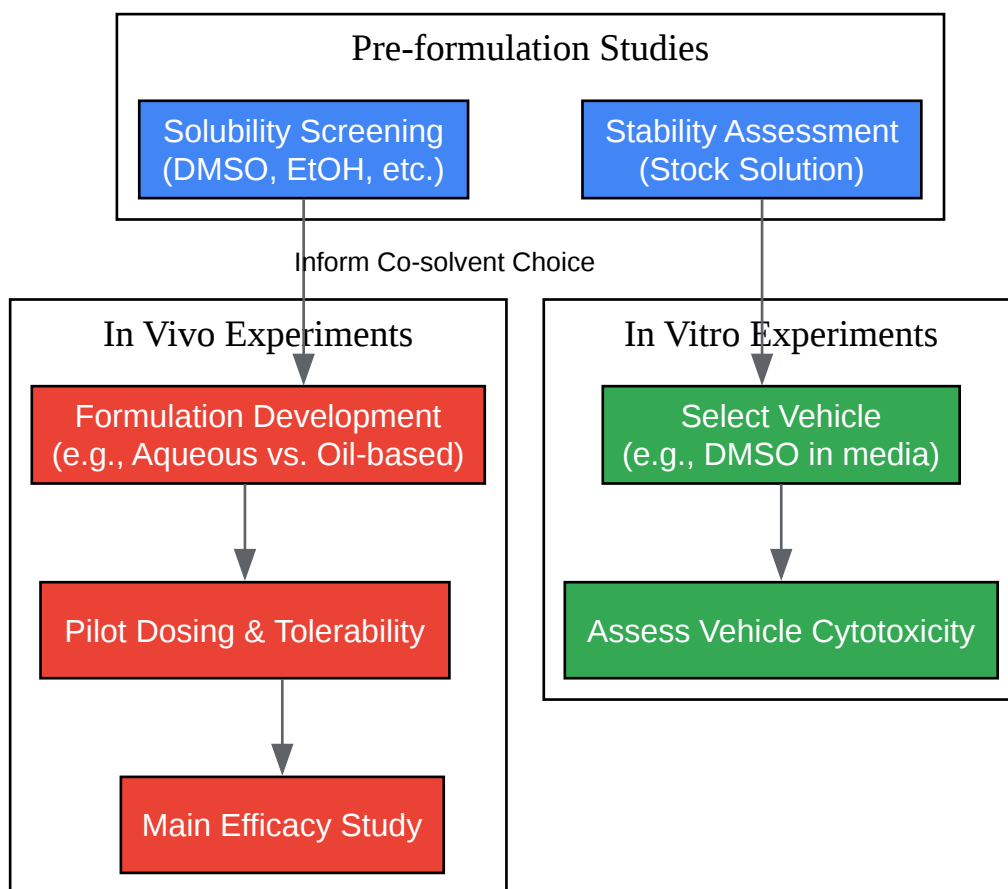 Pre-formulation Studies
Solubility Screening
(DMSO, EtOH, etc.)
Stability Assessment
(Stock Solution)
Inform Co-solvent Choice
In Vivo Experiments
Formulation Development
(e.g., Aqueous vs. Oil-based)
Pilot Dosing & Tolerability
Main Efficacy Study
In Vitro Experiments
Select Vehicle
(e.g., DMSO in media)
Assess Vehicle Cytotoxicity